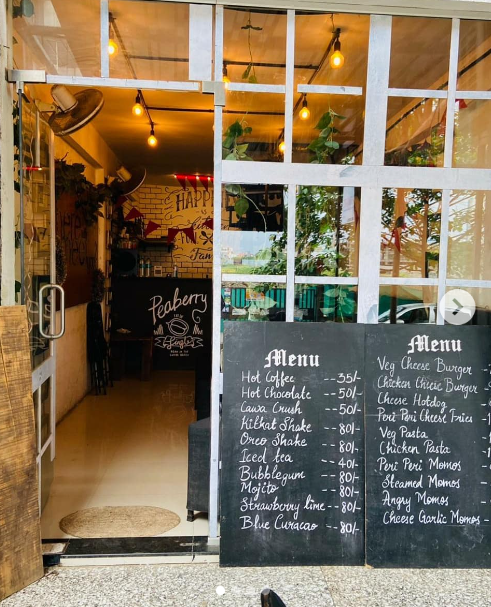 HAPPY
Peaberry
Menu
Hot Coffee --35/-
Hot Chocolate --50/-
Cawa Crush --50/-
Kitkat Shake --80/-
Oreo Shake --80/-
Iced tea --40/-
Bubblegum --80/-
Mojito --80/-
Strawberry lime --80/-
Blue Curacao --80/-
Menu
Veg Cheese Burger
Chicken Chick Burger
Cheese Hotdog
Peri Peri Cheese Fries
Veg Pasta
Chicken Pasta
Peri Peri Momos
Steamed Momos
Angry Momos
Cheese Garlic Momos